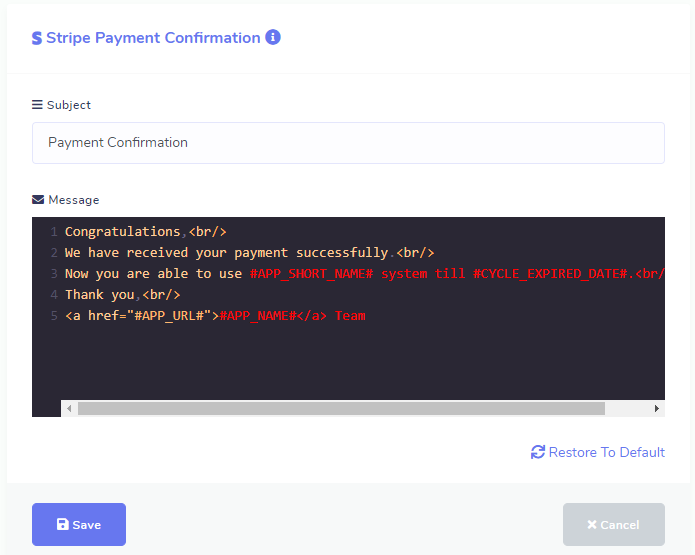 Stripe Payment Confirmation
Subject
Payment Confirmation
Message
1 Congratulations,<br/>
2 We have received your payment successfully.<br/>
3 Now you are able to use #APP_SHORT_NAME# system till #CYCLE_EXPIRED_DATE#.<br/
4 Thank you,<br/>
5 <a href="#APP_URL#">#APP_NAME#</a> Team
Restore To Default
Save
Cancel